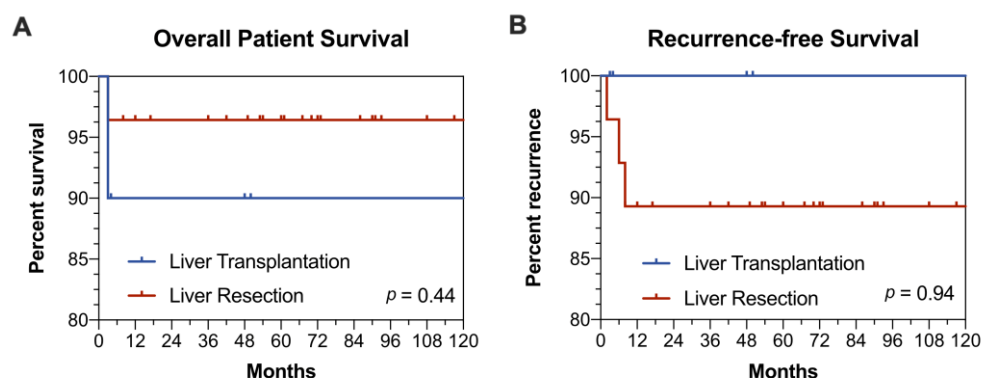 A
Overall Patient Survival
Percent survival
100
95
90
85
80
Liver Transplantation
Liver Resection
p = 0.44
0 12 24 36 48 60 72 84 96 108 120
Months
B
Recurrence-free Survival
Percent recurrence
100
95
90
85
80
Liver Transplantation
Liver Resection
p = 0.94
0 12 24 36 48 60 72 84 96 108 120
Months